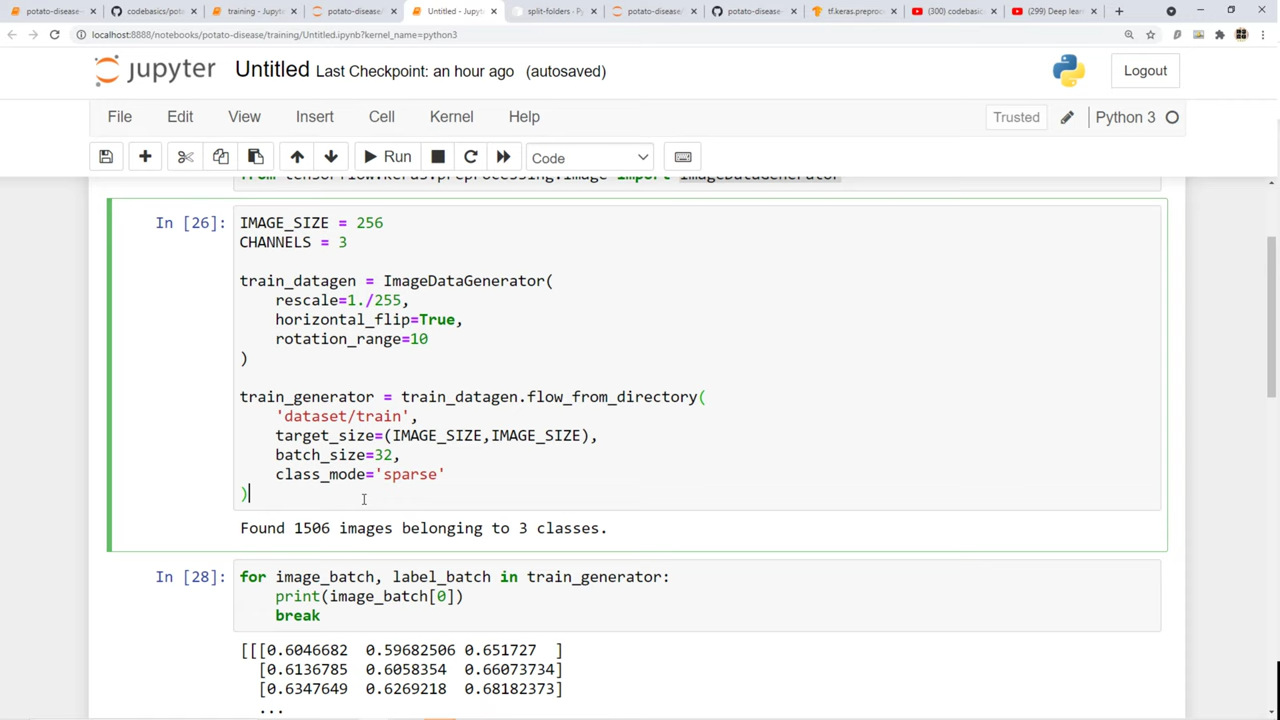 potato-disease
codebasics/pot
training - Jupyte
potato-disease/
Untitled - Jupyt
split-folders · Py
potato-disease/
potato-disease
tf.keras.preproc
(300) codebasic
(299) Deep lear
localhost:8888/notebooks/potato-disease/training/Untitled.ipynb?kernel_name=python3
jupyter Untitled Last Checkpoint: an hour ago (autosaved)
Logout
File Edit View Insert Cell Kernel Help
Trusted Python 3
Run Code
from tensorflow.keras.preprocessing.image import ImageDataGenerator
In [26]: IMAGE_SIZE = 256
CHANNELS = 3
train_datagen = ImageDataGenerator(
rescale=1./255,
horizontal_flip=True,
rotation_range=10
)
train_generator = train_datagen.flow_from_directory(
'dataset/train',
target_size=(IMAGE_SIZE,IMAGE_SIZE),
batch_size=32,
class_mode='sparse'
)
Found 1506 images belonging to 3 classes.
In [28]: for image_batch, label_batch in train_generator:
print(image_batch[0])
break
[[[0.6046682 0.59682506 0.651727 ]
[0.6136785 0.6058354 0.66073734]
[0.6347649 0.6269218 0.68182373]
...